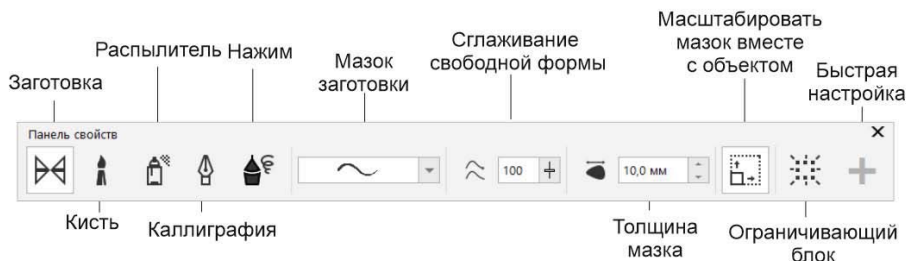 Масштабировать
мазок вместе
с объектом
Сглаживание
свободной формы
Распылитель
Нажим
Мазок
заготовки
Быстрая
настройка
Заготовка
Панель свойств
100
10,0 мм
Кисть
Каллиграфия
Толщина
мазка
Ограничивающий
блок